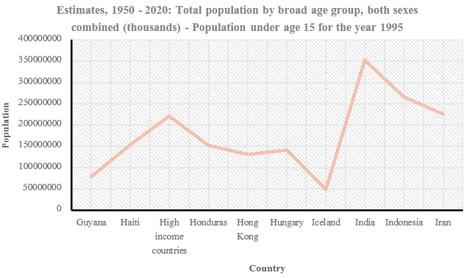 Estimates, 1950 - 2020: Total population by broad age group, both sexes
combined (thousands) - Population under age 15 for the year 1995
400000000
350000000
300000000
250000000
200000000
150000000
100000000
50000000
0
Population
Guyana Haiti High Honduras Hong Hungary Iceland India Indonesia Iran
income Kong
countries
Country